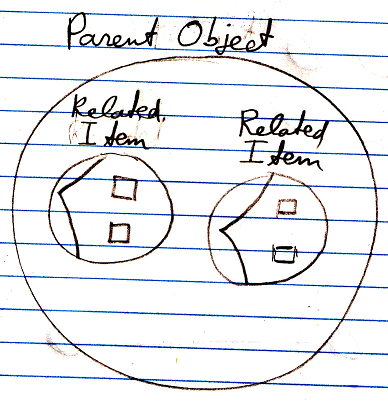 Parent Object
Related
Item
Related
Item